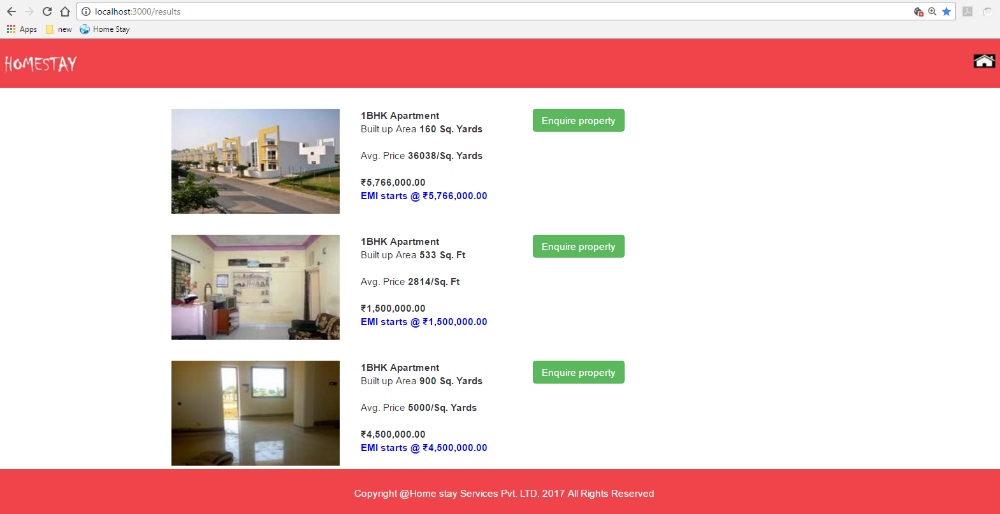 localhost:3000/results
Apps new Home Stay
HOMESTAY
1BHK Apartment
Built up Area 160 Sq. Yards
Avg. Price 36038/Sq. Yards
₹5,766,000.00
EMI starts @ ₹5,766,000.00
Enquire property
1BHK Apartment
Built up Area 533 Sq. Ft
Avg. Price 2814/Sq. Ft
₹1,500,000.00
EMI starts @ ₹1,500,000.00
Enquire property
1BHK Apartment
Built up Area 900 Sq. Yards
Avg. Price 5000/Sq. Yards
₹4,500,000.00
EMI starts @ ₹4,500,000.00
Enquire property
Copyright @Home stay Services Pvt. LTD. 2017 All Rights Reserved